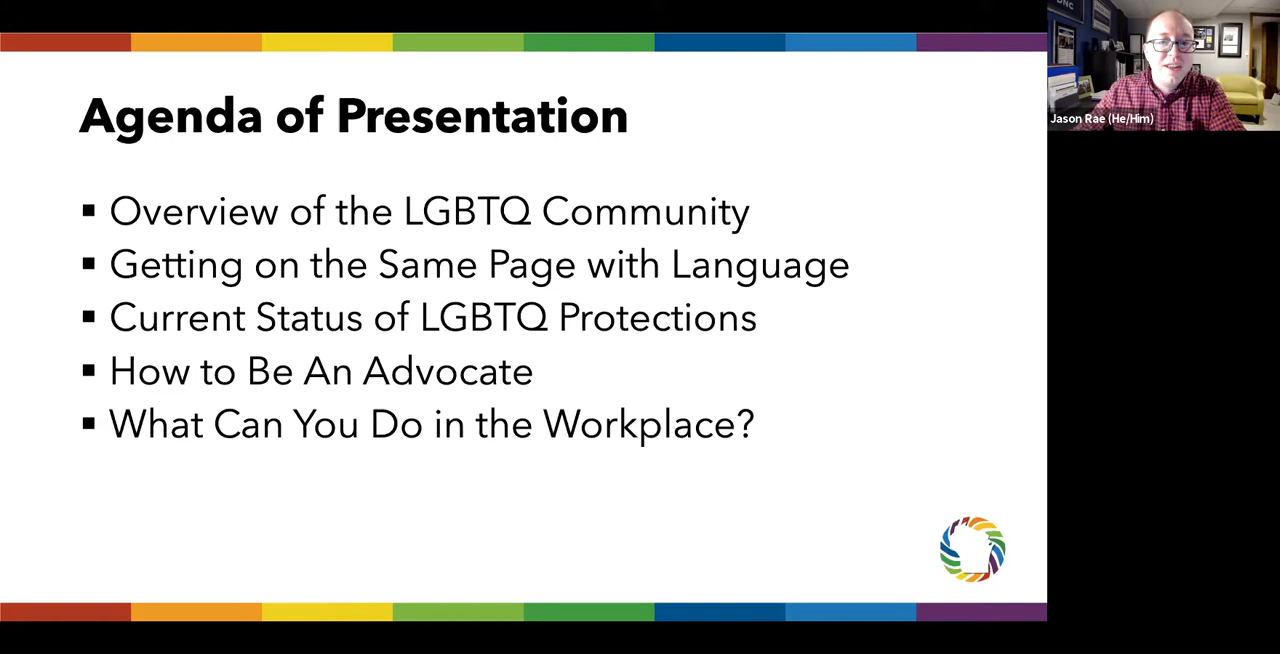 Agenda of Presentation
▪ Overview of the LGBTQ Community
▪ Getting on the Same Page with Language
▪ Current Status of LGBTQ Protections
▪ How to Be An Advocate
▪ What Can You Do in the Workplace?
Jason Rae (He/Him)